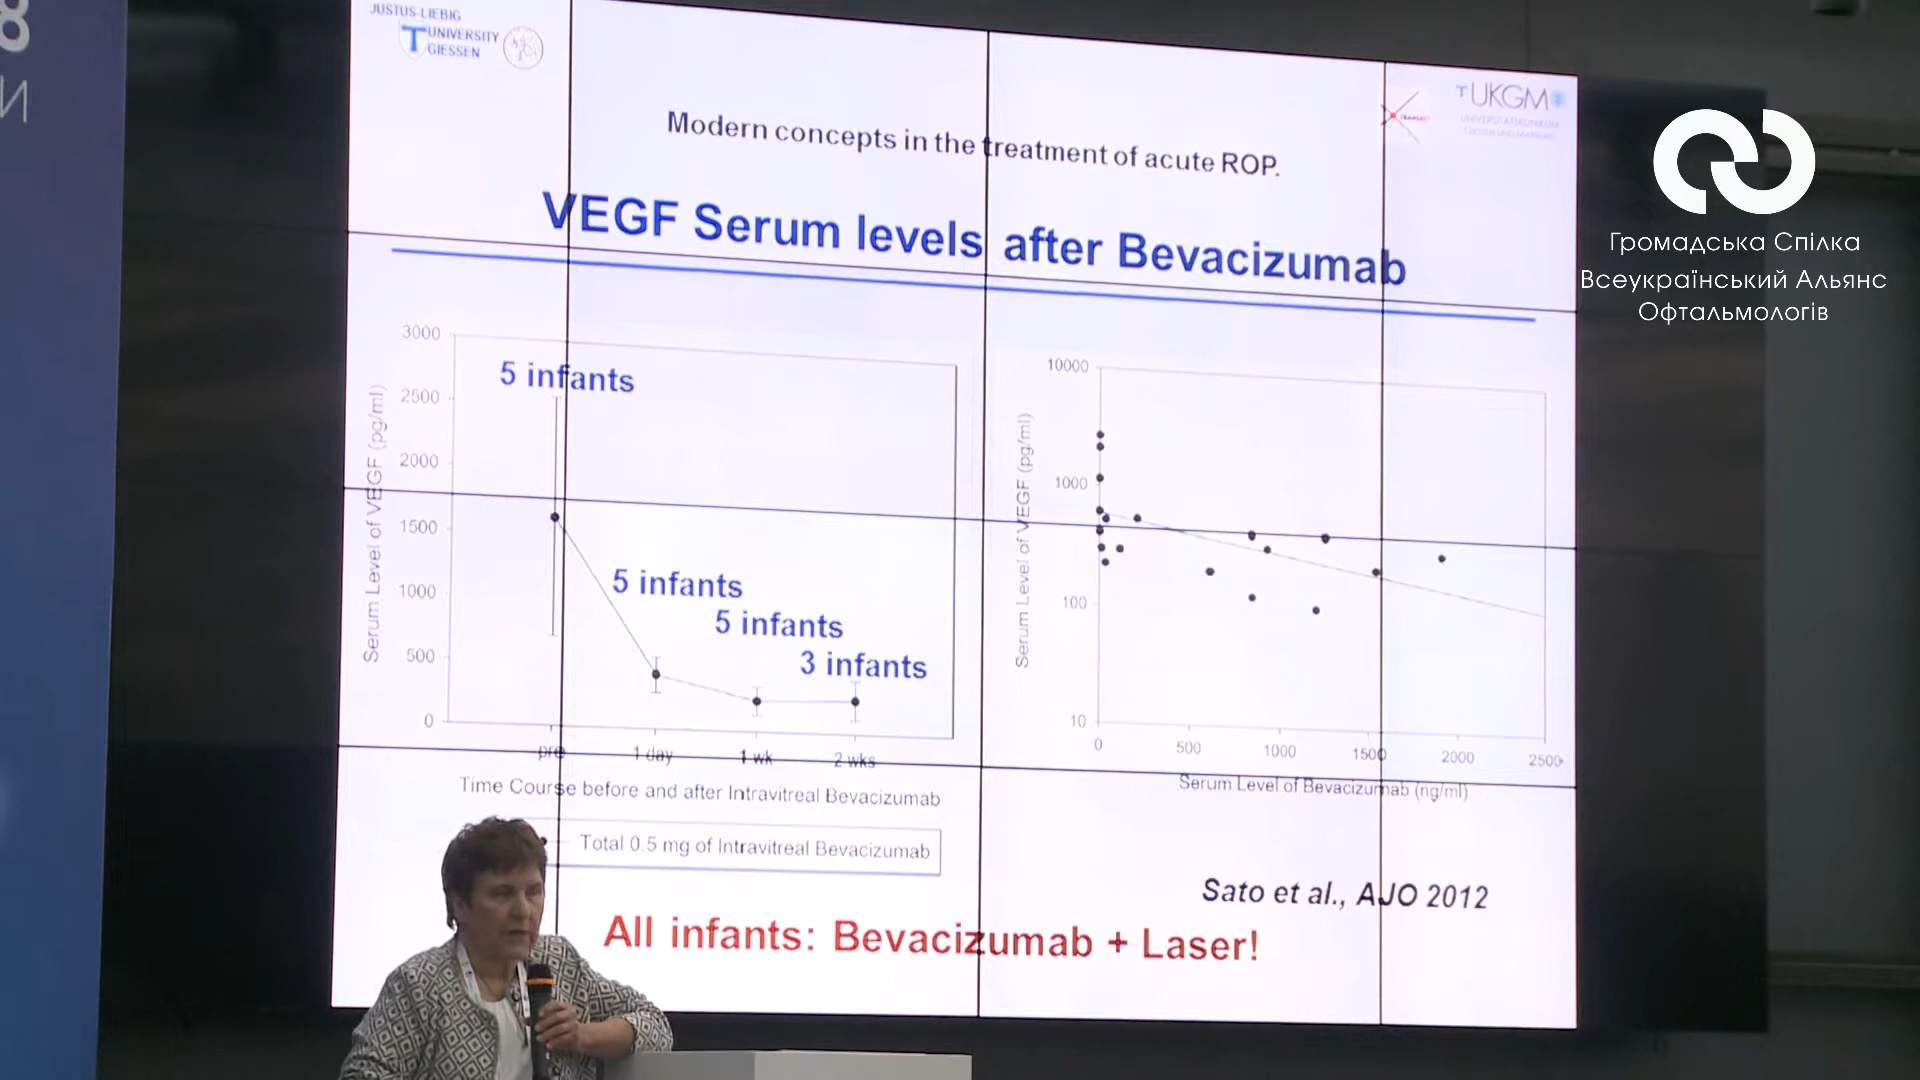 8
И
JUSTUS-LIEBIG
UNIVERSITY
GIESSEN
UKGM
Modern concepts in the treatment of acute ROP.
VEGF Serum levels after Bevacizumab
Громадська Спілка
Всеукраїнський Альянс
Офтальмологів
Serum Level of VEGF (pg/ml)
3000
2500
2000
1500
1000
500
0
5 infants
5 infants
5 infants
3 infants
pre 1 day 1 wk 2 wks
Time Course before and after Intravitreal Bevacizumab
Total 0.5 mg of Intravitreal Bevacizumab
Serum Level of VEGF (pg/ml)
10000
1000
100
10
0 500 1000 1500 2000 2500
Serum Level of Bevacizumab (ng/ml)
Sato et al., AJO 2012
All infants: Bevacizumab + Laser!